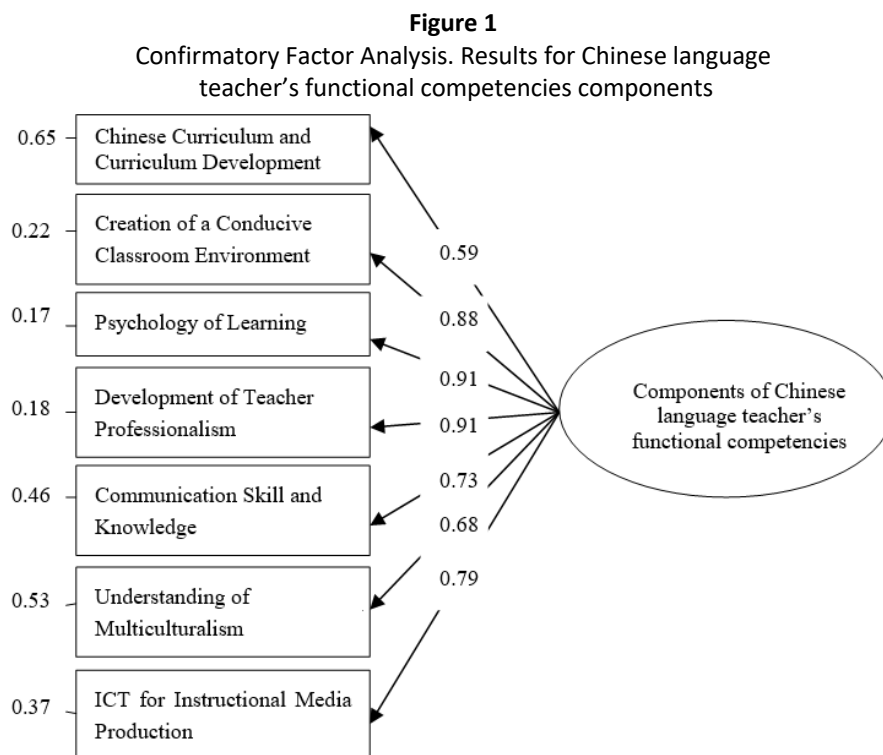 Figure 1
Confirmatory Factor Analysis. Results for Chinese language
teacher’s functional competencies components
0.65
Chinese Curriculum and
Curriculum Development
0.22
Creation of a Conducive
Classroom Environment
0.17
Psychology of Learning
0.18
Development of Teacher
Professionalism
0.46
Communication Skill and
Knowledge
0.53
Understanding of
Multiculturalism
0.37
ICT for Instructional Media
Production
0.59
0.88
0.91
0.91
0.73
0.68
0.79
Components of Chinese
language teacher’s
functional competencies